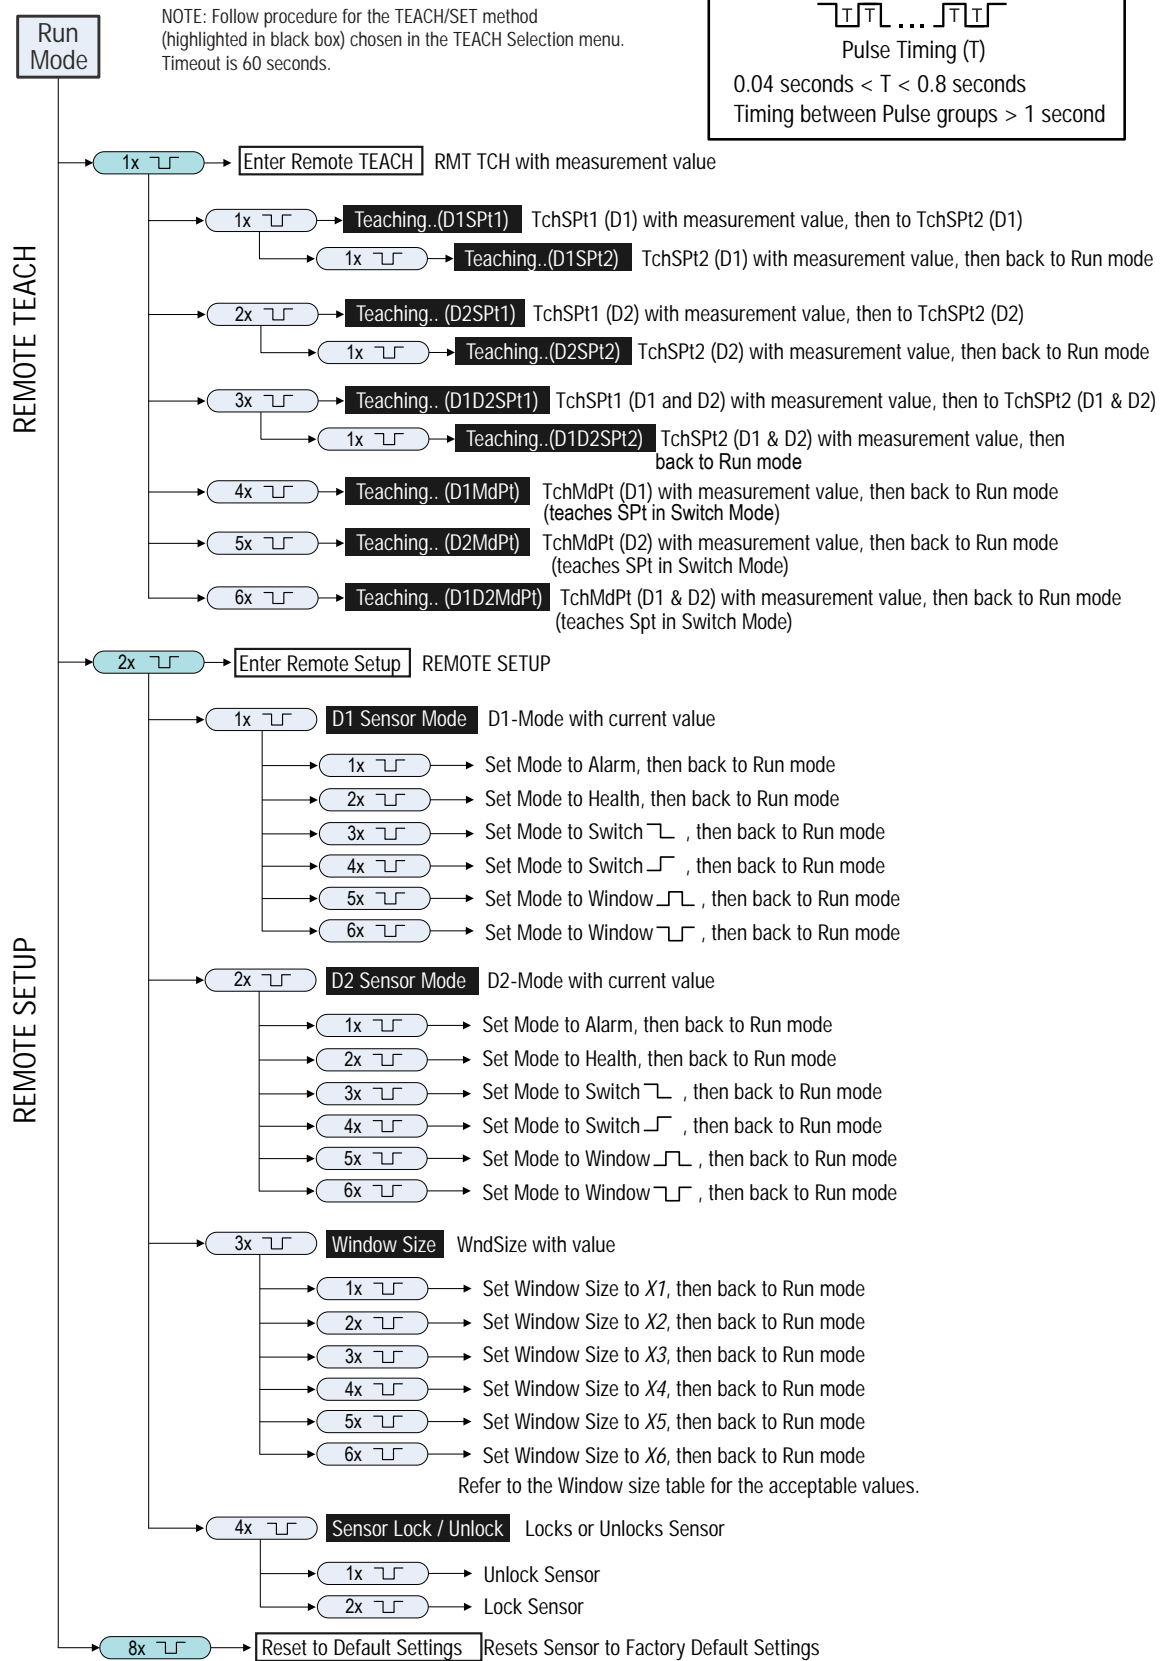 Run
Mode
NOTE: Follow procedure for the TEACH/SET method
(highlighted in black box) chosen in the TEACH Selection menu.
Timeout is 60 seconds.
T T ... T T
Pulse Timing (T)
0.04 seconds < T < 0.8 seconds
Timing between Pulse groups > 1 second
REMOTE TEACH
1x Enter Remote TEACH RMT TCH with measurement value
1x Teaching..(D1SPt1) TchSPt1 (D1) with measurement value, then to TchSPt2 (D1)
1x Teaching..(D1SPt2) TchSPt2 (D1) with measurement value, then back to Run mode
2x Teaching.. (D2SPt1) TchSPt1 (D2) with measurement value, then to TchSPt2 (D2)
1x Teaching..(D2SPt2) TchSPt2 (D2) with measurement value, then back to Run mode
3x Teaching.. (D1D2SPt1) TchSPt1 (D1 and D2) with measurement value, then to TchSPt2 (D1 & D2)
1x Teaching..(D1D2SPt2) TchSPt2 (D1 & D2) with measurement value, then
back to Run mode
4x Teaching.. (D1MdPt) TchMdPt (D1) with measurement value, then back to Run mode
(teaches SPt in Switch Mode)
5x Teaching.. (D2MdPt) TchMdPt (D2) with measurement value, then back to Run mode
(teaches SPt in Switch Mode)
6x Teaching.. (D1D2MdPt) TchMdPt (D1 & D2) with measurement value, then back to Run mode
(teaches Spt in Switch Mode)
REMOTE SETUP
2x Enter Remote Setup REMOTE SETUP
1x D1 Sensor Mode D1-Mode with current value
1x Set Mode to Alarm, then back to Run mode
2x Set Mode to Health, then back to Run mode
3x Set Mode to Switch , then back to Run mode
4x Set Mode to Switch , then back to Run mode
5x Set Mode to Window , then back to Run mode
6x Set Mode to Window , then back to Run mode
2x D2 Sensor Mode D2-Mode with current value
1x Set Mode to Alarm, then back to Run mode
2x Set Mode to Health, then back to Run mode
3x Set Mode to Switch , then back to Run mode
4x Set Mode to Switch , then back to Run mode
5x Set Mode to Window , then back to Run mode
6x Set Mode to Window , then back to Run mode
3x Window Size WndSize with value
1x Set Window Size to X1, then back to Run mode
2x Set Window Size to X2, then back to Run mode
3x Set Window Size to X3, then back to Run mode
4x Set Window Size to X4, then back to Run mode
5x Set Window Size to X5, then back to Run mode
6x Set Window Size to X6, then back to Run mode
Refer to the Window size table for the acceptable values.
4x Sensor Lock / Unlock Locks or Unlocks Sensor
1x Unlock Sensor
2x Lock Sensor
8x Reset to Default Settings Resets Sensor to Factory Default Settings